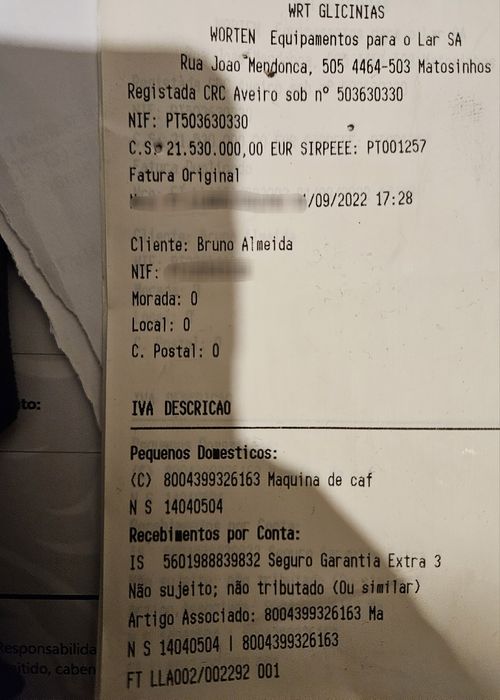 WRT GLICINIAS
WORTEN Equipamentos para o Lar SA
Rua Joao Mendonca, 505 4464-503 Matosinhos
Registada CRC Aveiro sob nº 503630330
NIF: PT503630330
C.S. 21.530.000,00 EUR SIRPEEE: PT001257
Fatura Original
/09/2022 17:28
Cliente: Bruno Almeida
NIF:
Morada: 0
Local: 0
C. Postal: 0
IVA DESCRICAO
Pequenos Domesticos:
(C) 8004399326163 Maquina de caf
N S 14040504
Recebimentos por Conta:
IS 5601988839832 Seguro Garantia Extra 3
Não sujeito; não tributado (Ou similar)
Artigo Associado: 8004399326163 Ma
N S 14040504 | 8004399326163
FT LLA002/002292 001
to:
Responsabilida
itido, caben